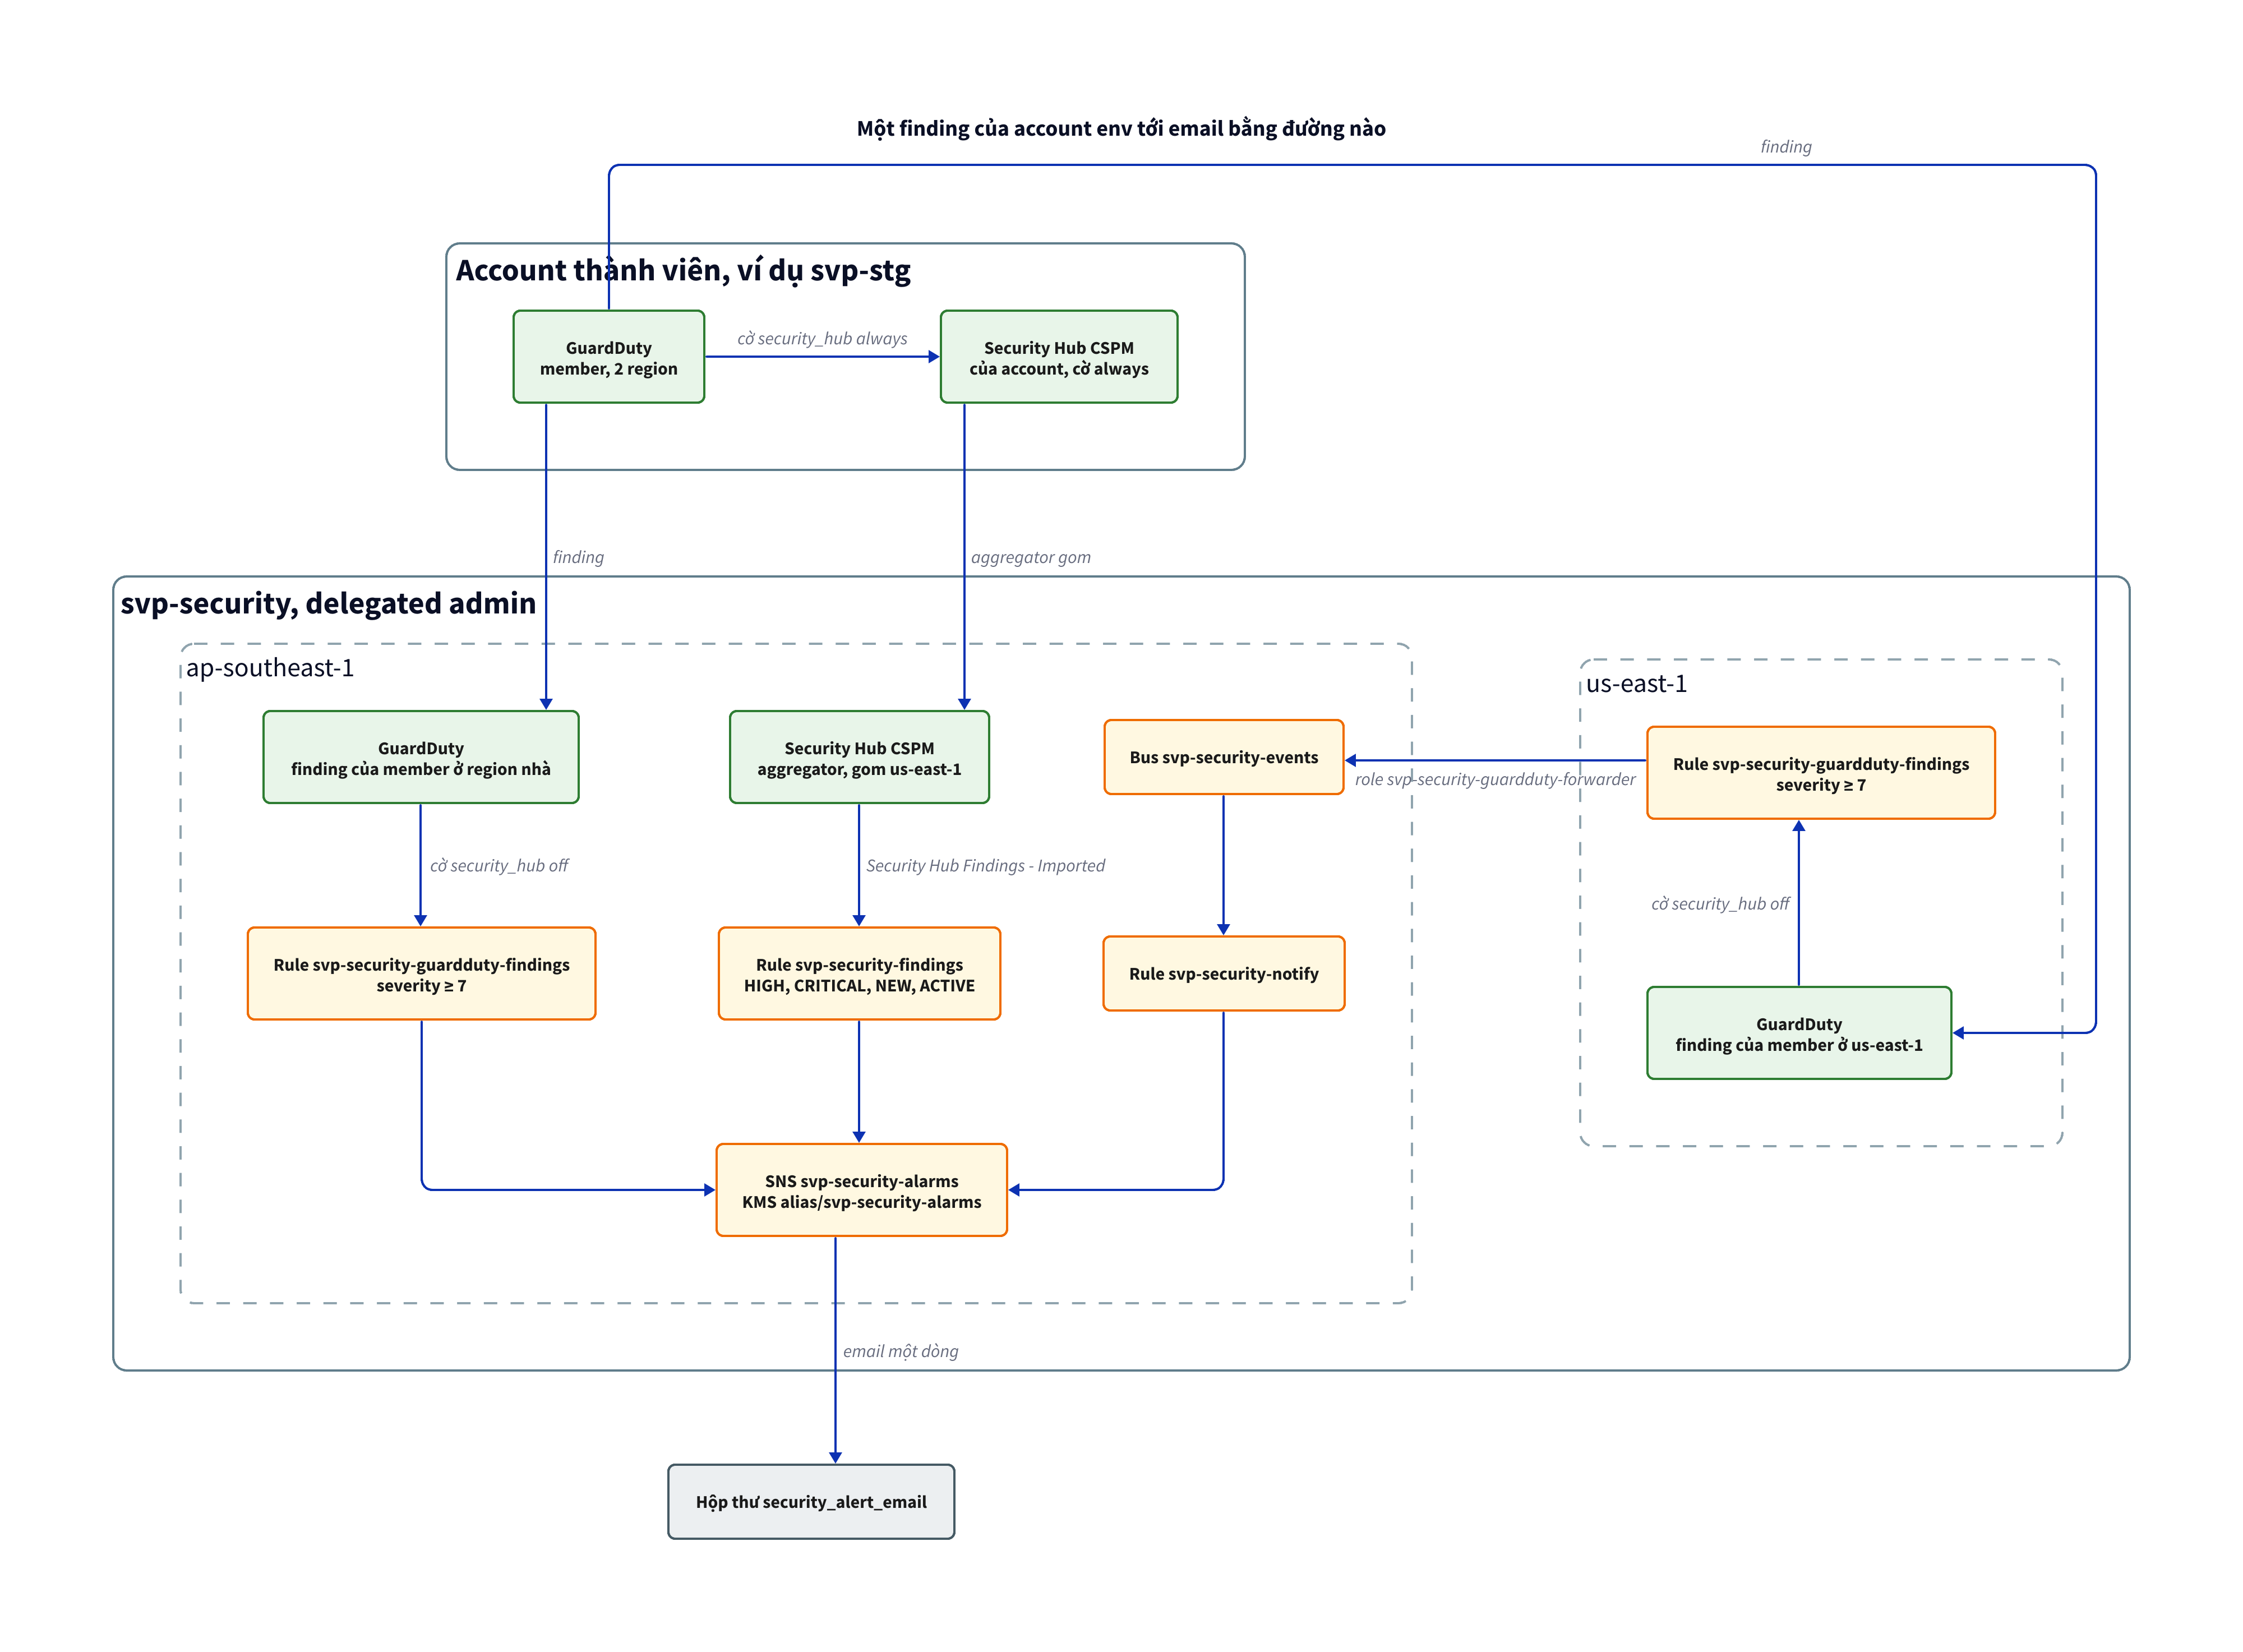 Một finding của account env tới email bằng đường nào
finding
Account thành viên, ví dụ svp-stg
GuardDuty
member, 2 region
cờ security_hub always
Security Hub CSPM
của account, cờ always
finding
aggregator gom
svp-security, delegated admin
ap-southeast-1
us-east-1
GuardDuty
finding của member ở region nhà
Security Hub CSPM
aggregator, gom us-east-1
Bus svp-security-events
role svp-security-guardduty-forwarder
Rule svp-security-guardduty-findings
severity ≥ 7
cờ security_hub off
Security Hub Findings - Imported
cờ security_hub off
Rule svp-security-guardduty-findings
severity ≥ 7
Rule svp-security-findings
HIGH, CRITICAL, NEW, ACTIVE
Rule svp-security-notify
GuardDuty
finding của member ở us-east-1
SNS svp-security-alarms
KMS alias/svp-security-alarms
email một dòng
Hộp thư security_alert_email